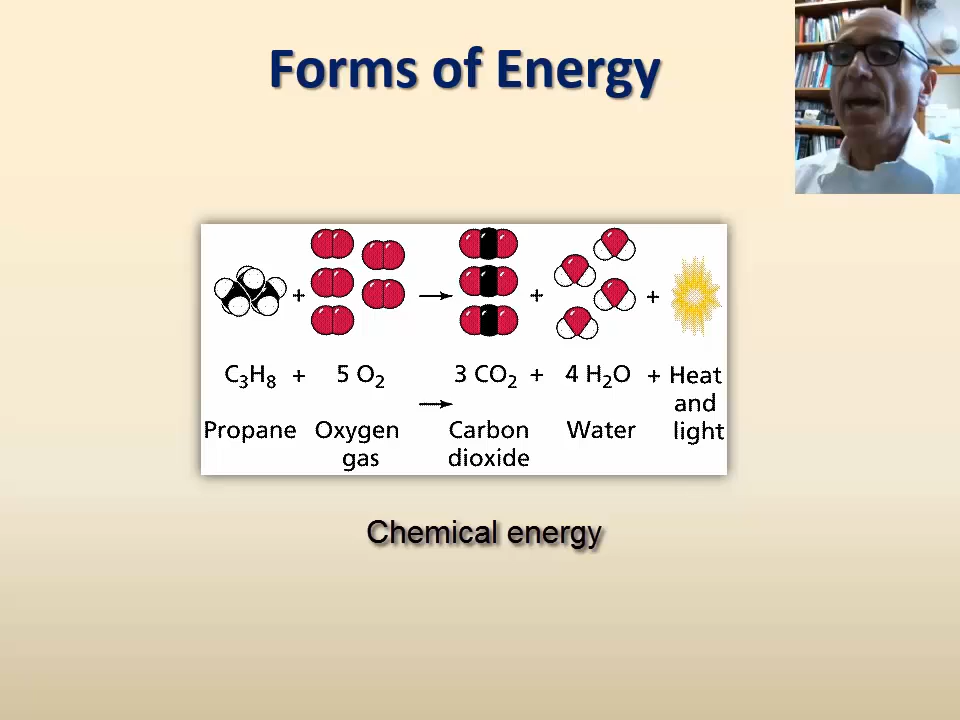 Forms of Energy
+ → + +
C₃H₈ + 5 O₂ → 3 CO₂ + 4 H₂O + Heat and light
Propane Oxygen gas Carbon dioxide Water
Chemical energy